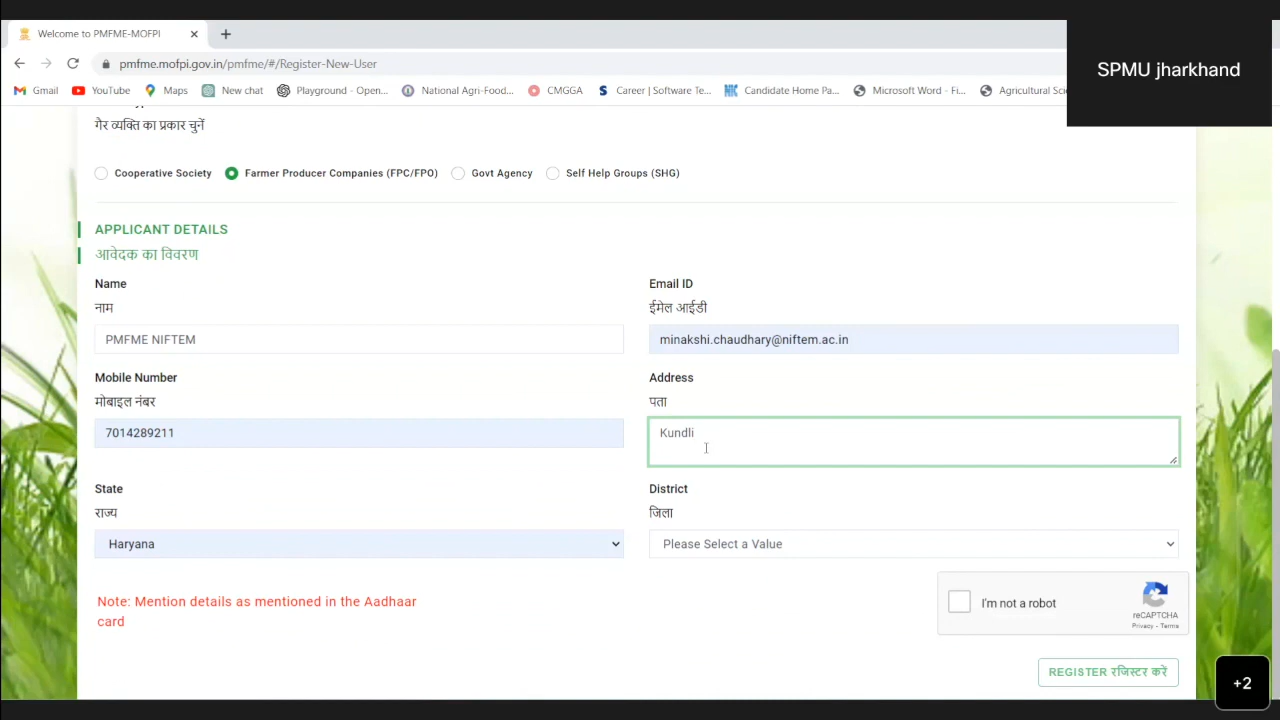 Welcome to PMFME-MOFPI
pmfme.mofpi.gov.in/pmfme/#/Register-New-User
SPMU jharkhand
Gmail YouTube Maps New chat Playground - Open... National Agri-Food... CMGGA Career | Software Te... Candidate Home Pa... Microsoft Word - Fi... Agricultural
गैर व्यक्ति का प्रकार चुनें
Cooperative Society Farmer Producer Companies (FPC/FPO) Govt Agency Self Help Groups (SHG)
APPLICANT DETAILS
आवेदक का विवरण
Name
नाम
PMFME NIFTEM
Email ID
ईमेल आईडी
minakshi.chaudhary@niftem.ac.in
Mobile Number
मोबाइल नंबर
7014289211
Address
पता
Kundli
State
राज्य
Haryana
District
जिला
Please Select a Value
Note: Mention details as mentioned in the Aadhaar
card
I'm not a robot
reCAPTCHA
Privacy - Terms
REGISTER रजिस्टर करें
+2